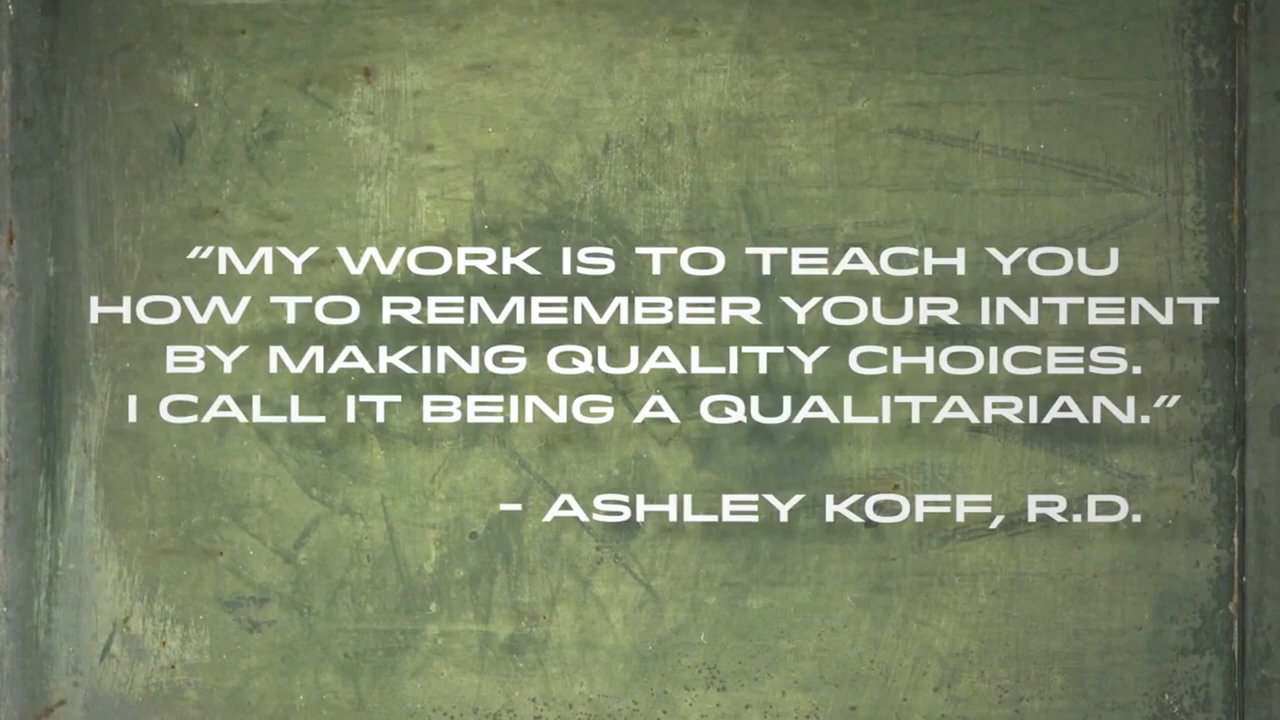 “MY WORK IS TO TEACH YOU
HOW TO REMEMBER YOUR INTENT
BY MAKING QUALITY CHOICES.
I CALL IT BEING A QUALITARIAN.”
- ASHLEY KOFF, R.D.